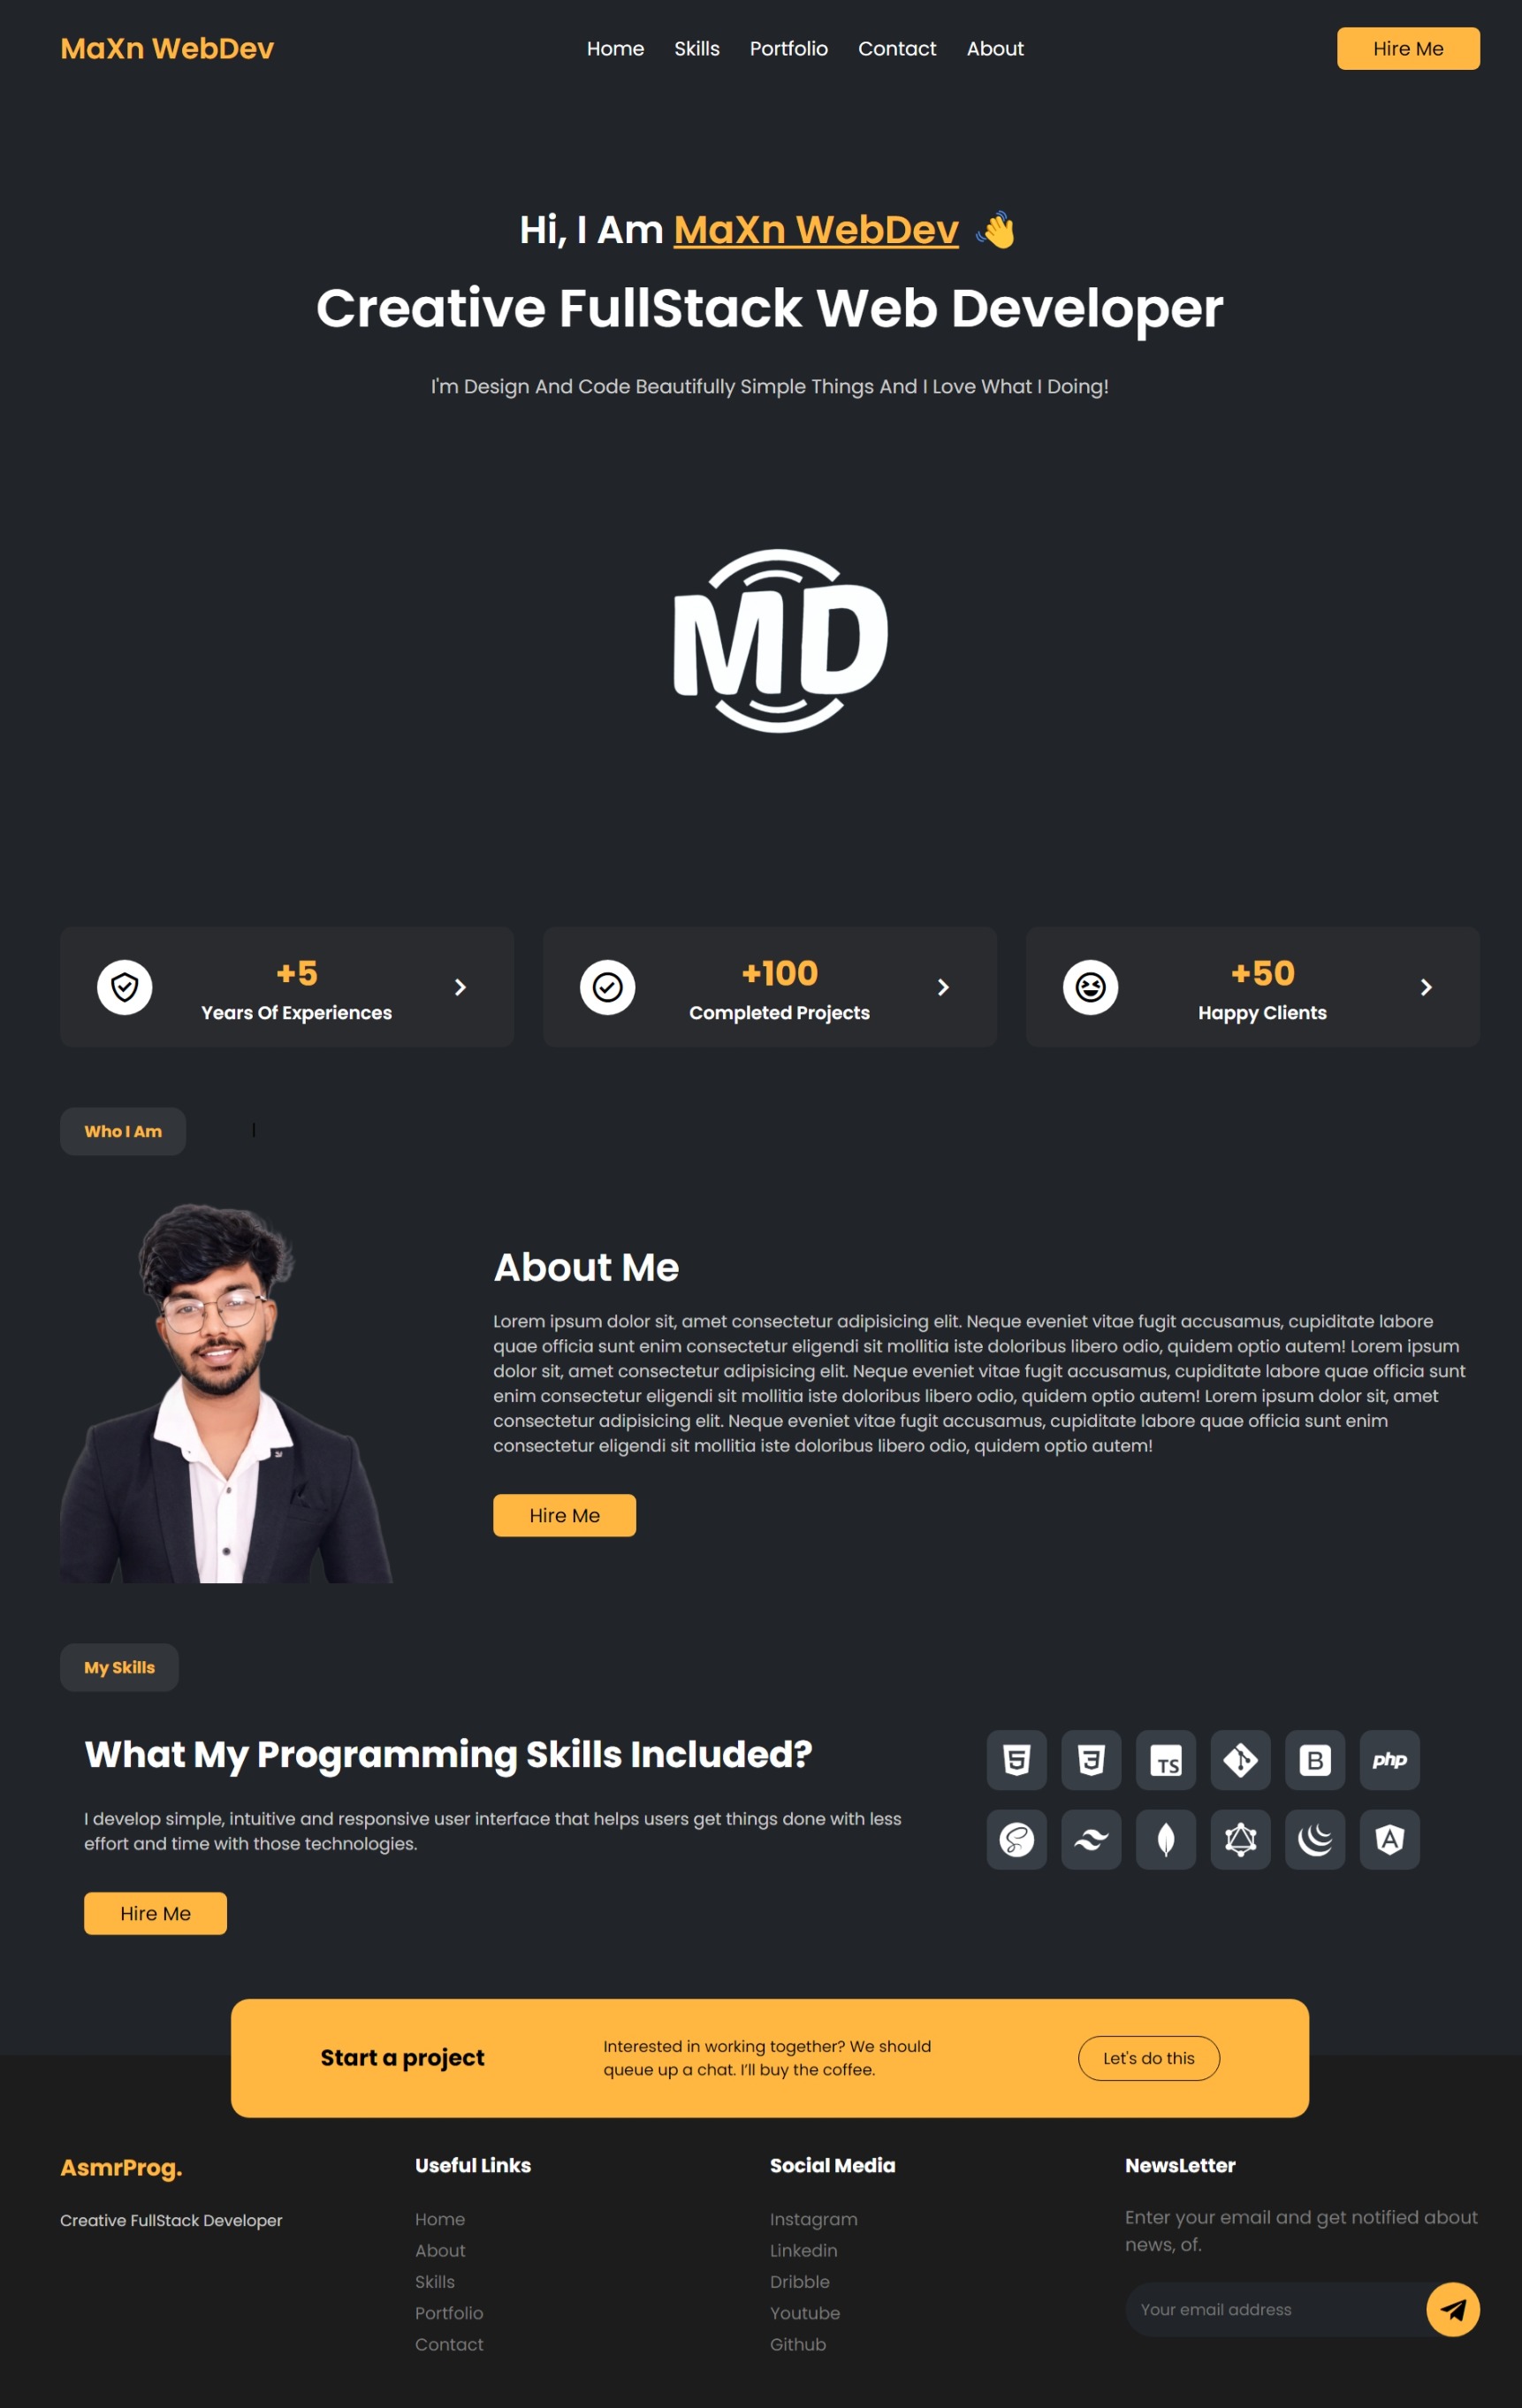 MaXn WebDev
Home Skills Portfolio Contact About
Hire Me
Hi, I Am MaXn WebDev 👋
Creative FullStack Web Developer
I'm Design And Code Beautifully Simple Things And I Love What I Doing!
MD
+5
Years Of Experiences
+100
Completed Projects
+50
Happy Clients
Who I Am
About Me
Lorem ipsum dolor sit, amet consectetur adipisicing elit. Neque eveniet vitae fugit accusamus, cupiditate labore
quae officia sunt enim consectetur eligendi sit mollitia iste doloribus libero odio, quidem optio autem! Lorem ipsum
dolor sit, amet consectetur adipisicing elit. Neque eveniet vitae fugit accusamus, cupiditate labore quae officia sunt
enim consectetur eligendi sit mollitia iste doloribus libero odio, quidem optio autem! Lorem ipsum dolor sit, amet
consectetur adipisicing elit. Neque eveniet vitae fugit accusamus, cupiditate labore quae officia sunt enim
consectetur eligendi sit mollitia iste doloribus libero odio, quidem optio autem!
Hire Me
My Skills
What My Programming Skills Included?
I develop simple, intuitive and responsive user interface that helps users get things done with less
effort and time with those technologies.
Hire Me
5 3 TS B php
S A
Start a project
Interested in working together? We should
queue up a chat. I’ll buy the coffee.
Let's do this
AsmrProg.
Creative FullStack Developer
Useful Links
Home
About
Skills
Portfolio
Contact
Social Media
Instagram
Linkedin
Dribble
Youtube
Github
NewsLetter
Enter your email and get notified about
news, of.
Your email address